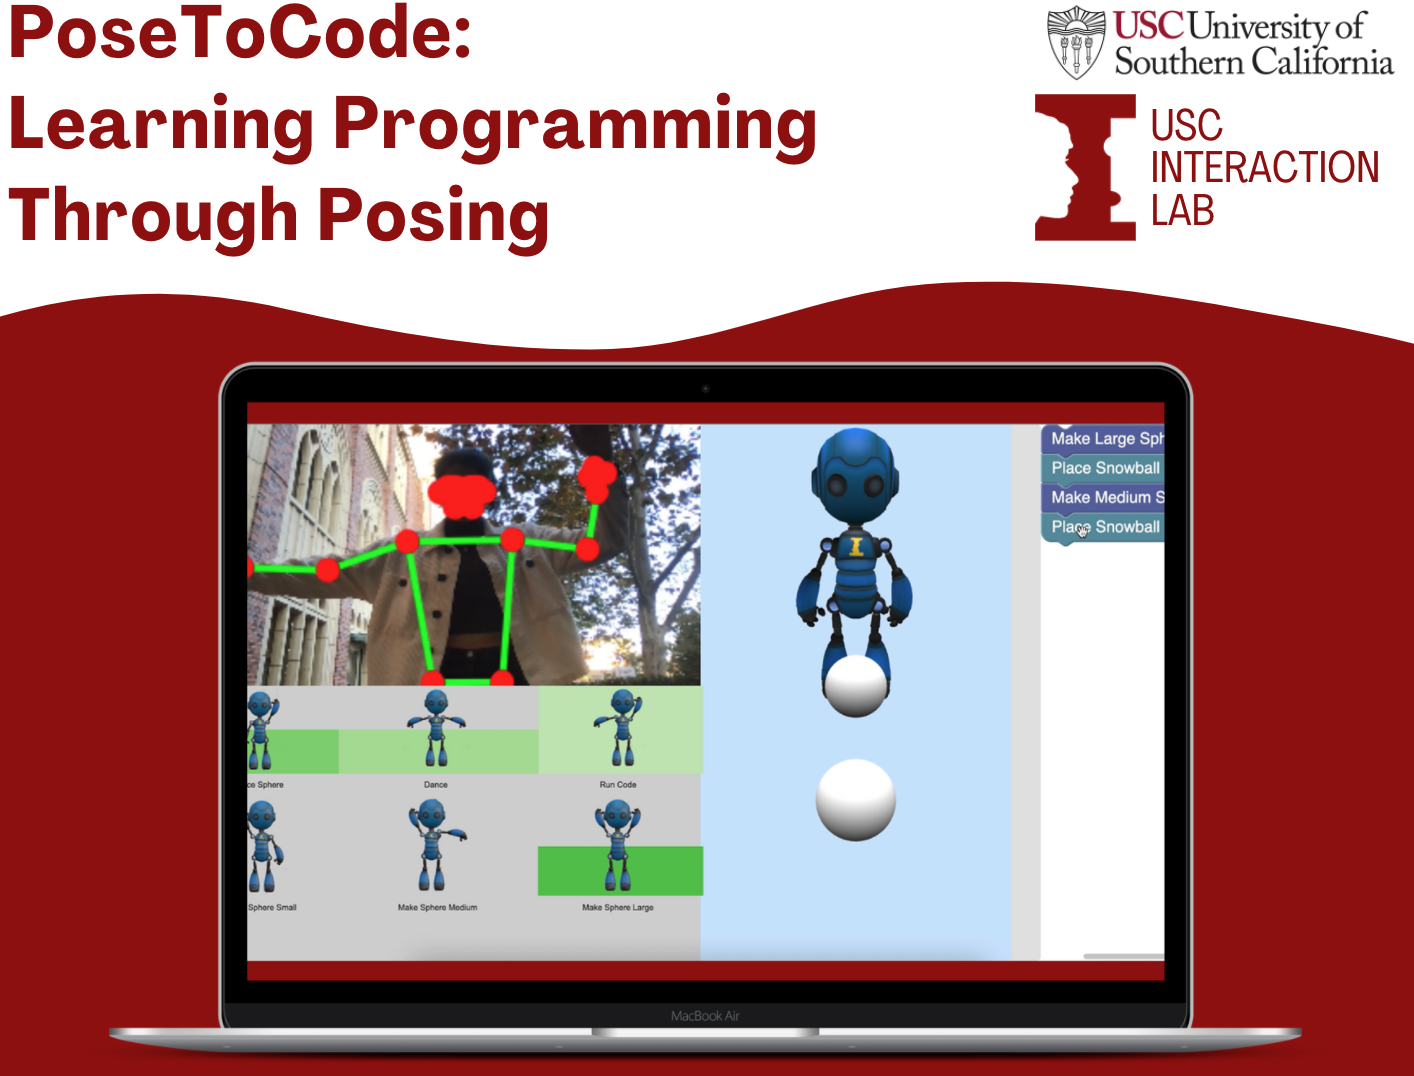 PoseToCode:
Learning Programming
Through Posing
USC University of
Southern California
USC
INTERACTION
LAB
Make Large Sph
Place Snowball
Make Medium S
Place Snowball
I
ce Sphere
Dance
Run Code
Sphere Small
Make Sphere Medium
Make Sphere Large
MacBook Air